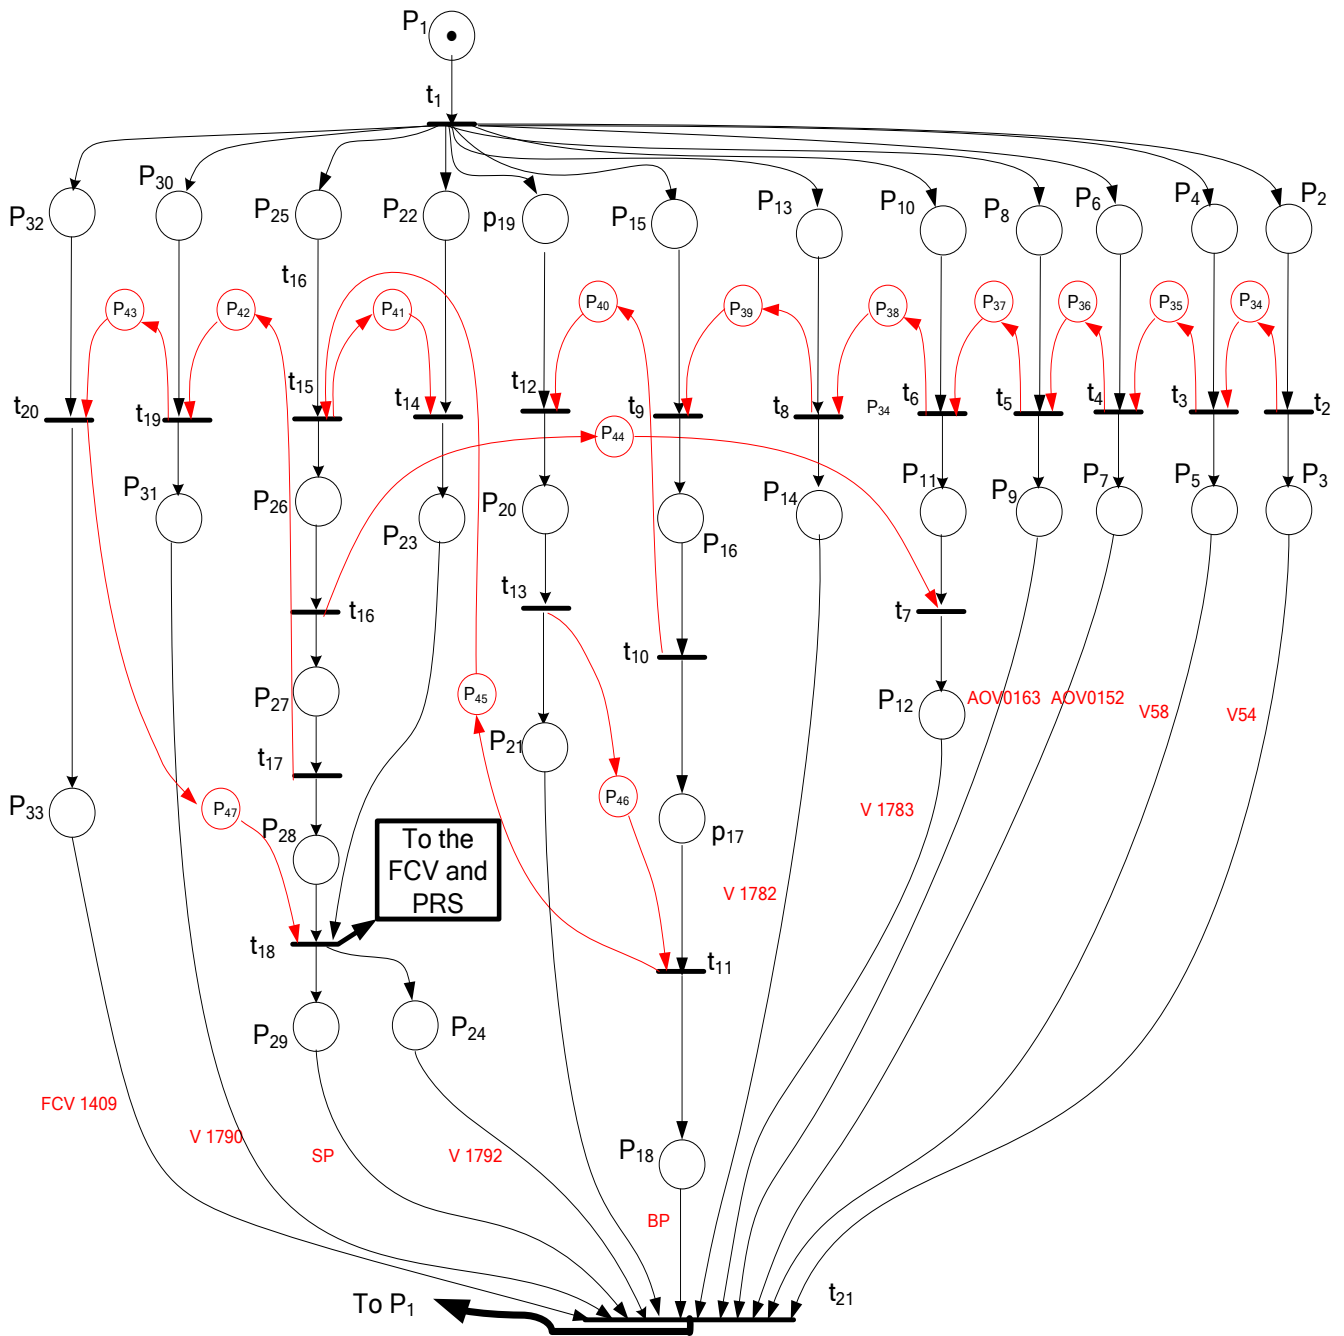 P1
t1
P32
P30
P25
P22
p19
P15
P13
P10
P8
P6
P4
P2
t16
P43
P42
P41
P40
P39
P38
P37
P36
P35
P34
t20
t19
t15
t14
t12
t9
t8
P34
t6
t5
t4
t3
t2
P44
P31
P26
P23
P20
P16
P14
P11
P9
P7
P5
P3
t16
t13
t10
t7
P27
P45
P21
P12
AOV0163
AOV0152
V58
V54
t17
P33
P47
P28
P46
p17
V 1783
To the
FCV and
PRS
V 1782
t18
t11
P29
P24
FCV 1409
V 1790
SP
V 1792
P18
BP
To P1
t21